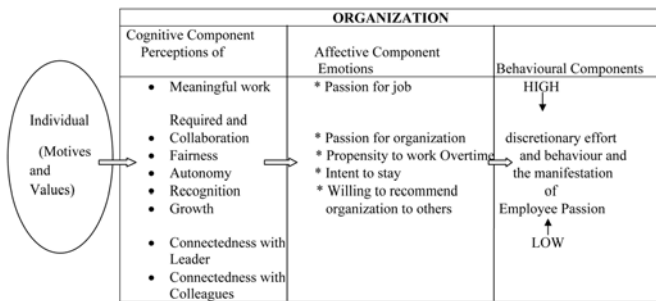 ORGANIZATION
Individual
(Motives
and
Values)
Cognitive Component
Perceptions of
• Meaningful work
Required and
• Collaboration
• Fairness
• Autonomy
• Recognition
• Growth
• Connectedness with
Leader
• Connectedness with
Colleagues
Affective Component
Emotions
* Passion for job
* Passion for organization
* Propensity to work Overtime
* Intent to stay
* Willing to recommend
organization to others
Behavioural Components
HIGH
discretionary effort
and behaviour and
the manifestation
of
Employee Passion
LOW